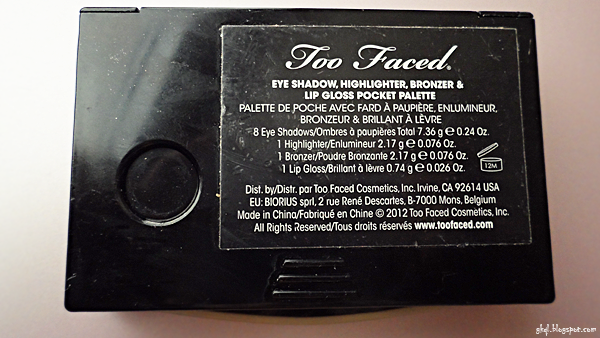 Too Faced®
EYE SHADOW, HIGHLIGHTER, BRONZER &
LIP GLOSS POCKET PALETTE
PALETTE DE POCHE AVEC FARD À PAUPIÈRE, ENLUMINEUR,
BRONZEUR & BRILLANT À LÈVRE
8 Eye Shadows/Ombres à paupières Total 7.36 g ℮ 0.24 Oz.
1 Highlighter/Enlumineur 2.17 g ℮ 0.076 Oz.
1 Bronzer/Poudre Bronzante 2.17 g ℮ 0.076 Oz.
1 Lip Gloss/Brillant à lèvre 0.74 g ℮ 0.026 Oz.
12M
Dist. by/Distr. par Too Faced Cosmetics, Inc. Irvine, CA 92614 USA
EU: BIORIUS sprl, 2 rue René Descartes, B-7000 Mons, Belgium
Made in China/Fabriqué en Chine © 2012 Too Faced Cosmetics, Inc.
All Rights Reserved/Tous droits réservés www.toofaced.com
gkql.blogspot.com